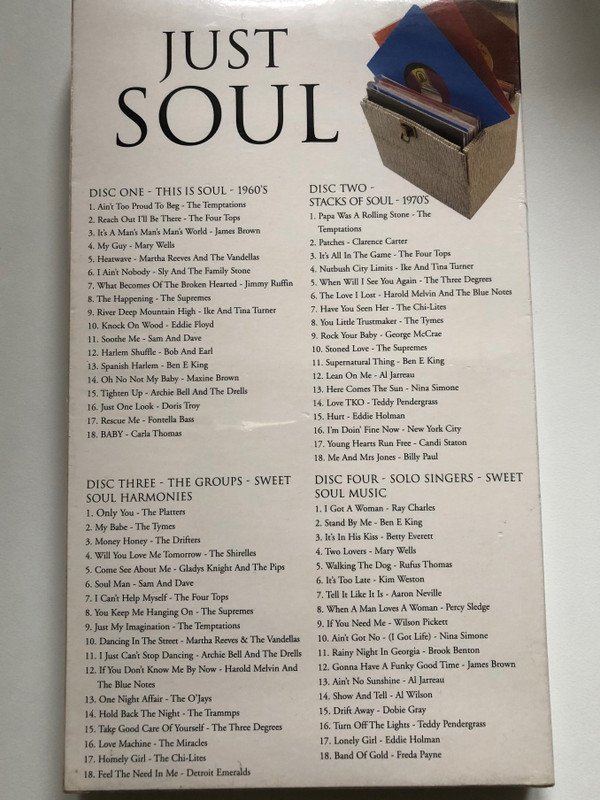 JUST
SOUL
DISC ONE - THIS IS SOUL - 1960'S
1. Ain't Too Proud To Beg - The Temptations
2. Reach Out I'll Be There - The Four Tops
3. It's A Man's Man's Man's World - James Brown
4. My Guy - Mary Wells
5. Heatwave - Martha Reeves And The Vandellas
6. I Ain't Nobody - Sly And The Family Stone
7. What Becomes Of The Broken Hearted - Jimmy Ruffin
8. The Happening - The Supremes
9. River Deep Mountain High - Ike And Tina Turner
10. Knock On Wood - Eddie Floyd
11. Soothe Me - Sam And Dave
12. Harlem Shuffle - Bob And Earl
13. Spanish Harlem - Ben E King
14. Oh No Not My Baby - Maxine Brown
15. Tighten Up - Archie Bell And The Drells
16. Just One Look - Doris Troy
17. Rescue Me - Fontella Bass
18. BABY - Carla Thomas
DISC TWO -
STACKS OF SOUL - 1970'S
1. Papa Was A Rolling Stone - The
Temptations
2. Patches - Clarence Carter
3. It's All In The Game - The Four Tops
4. Nutbush City Limits - Ike And Tina Turner
5. When Will I See You Again - The Three Degrees
6. The Love I Lost - Harold Melvin And The Blue Notes
7. Have You Seen Her - The Chi-Lites
8. You Little Trustmaker - The Tymes
9. Rock Your Baby - George McCrae
10. Stoned Love - The Supremes
11. Supernatural Thing - Ben E King
12. Lean On Me - Al Jarreau
13. Here Comes The Sun - Nina Simone
14. Love TKO - Teddy Pendergrass
15. Hurt - Eddie Holman
16. I'm Doin' Fine Now - New York City
17. Young Hearts Run Free - Candi Staton
18. Me And Mrs Jones - Billy Paul
DISC THREE - THE GROUPS - SWEET
SOUL HARMONIES
1. Only You - The Platters
2. My Babe - The Tymes
3. Money Honey - The Drifters
4. Will You Love Me Tomorrow - The Shirelles
5. Come See About Me - Gladys Knight And The Pips
6. Soul Man - Sam And Dave
7. I Can't Help Myself - The Four Tops
8. You Keep Me Hanging On - The Supremes
9. Just My Imagination - The Temptations
10. Dancing In The Street - Martha Reeves & The Vandellas
11. I Just Can't Stop Dancing - Archie Bell And The Drells
12. If You Don't Know Me By Now - Harold Melvin And
The Blue Notes
13. One Night Affair - The O'Jays
14. Hold Back The Night - The Trammps
15. Take Good Care Of Yourself - The Three Degrees
16. Love Machine - The Miracles
17. Homely Girl - The Chi-Lites
18. Feel The Need In Me - Detroit Emeralds
DISC FOUR - SOLO SINGERS - SWEET
SOUL MUSIC
1. I Got A Woman - Ray Charles
2. Stand By Me - Ben E King
3. It's In His Kiss - Betty Everett
4. Two Lovers - Mary Wells
5. Walking The Dog - Rufus Thomas
6. It's Too Late - Kim Weston
7. Tell It Like It Is - Aaron Neville
8. When A Man Loves A Woman - Percy Sledge
9. If You Need Me - Wilson Pickett
10. Ain't Got No - (I Got Life) - Nina Simone
11. Rainy Night In Georgia - Brook Benton
12. Gonna Have A Funky Good Time - James Brown
13. Ain't No Sunshine - Al Jarreau
14. Show And Tell - Al Wilson
15. Drift Away - Dobie Gray
16. Turn Off The Lights - Teddy Pendergrass
17. Lonely Girl - Eddie Holman
18. Band Of Gold - Freda Payne